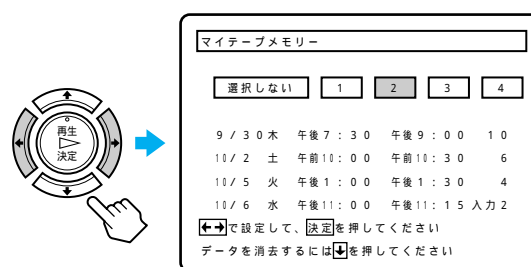 マイテープメモリー
選択しない 1 2 3 4
再生
決定
9/30木 午後7:30 午後9:00 10
10/2 土 午前10:00 午前10:30 6
10/5 火 午後1:00 午後1:30 4
10/6 水 午後11:00 午後11:15 入力2
←→で設定して、決定を押してください
データを消去するには↓を押してください